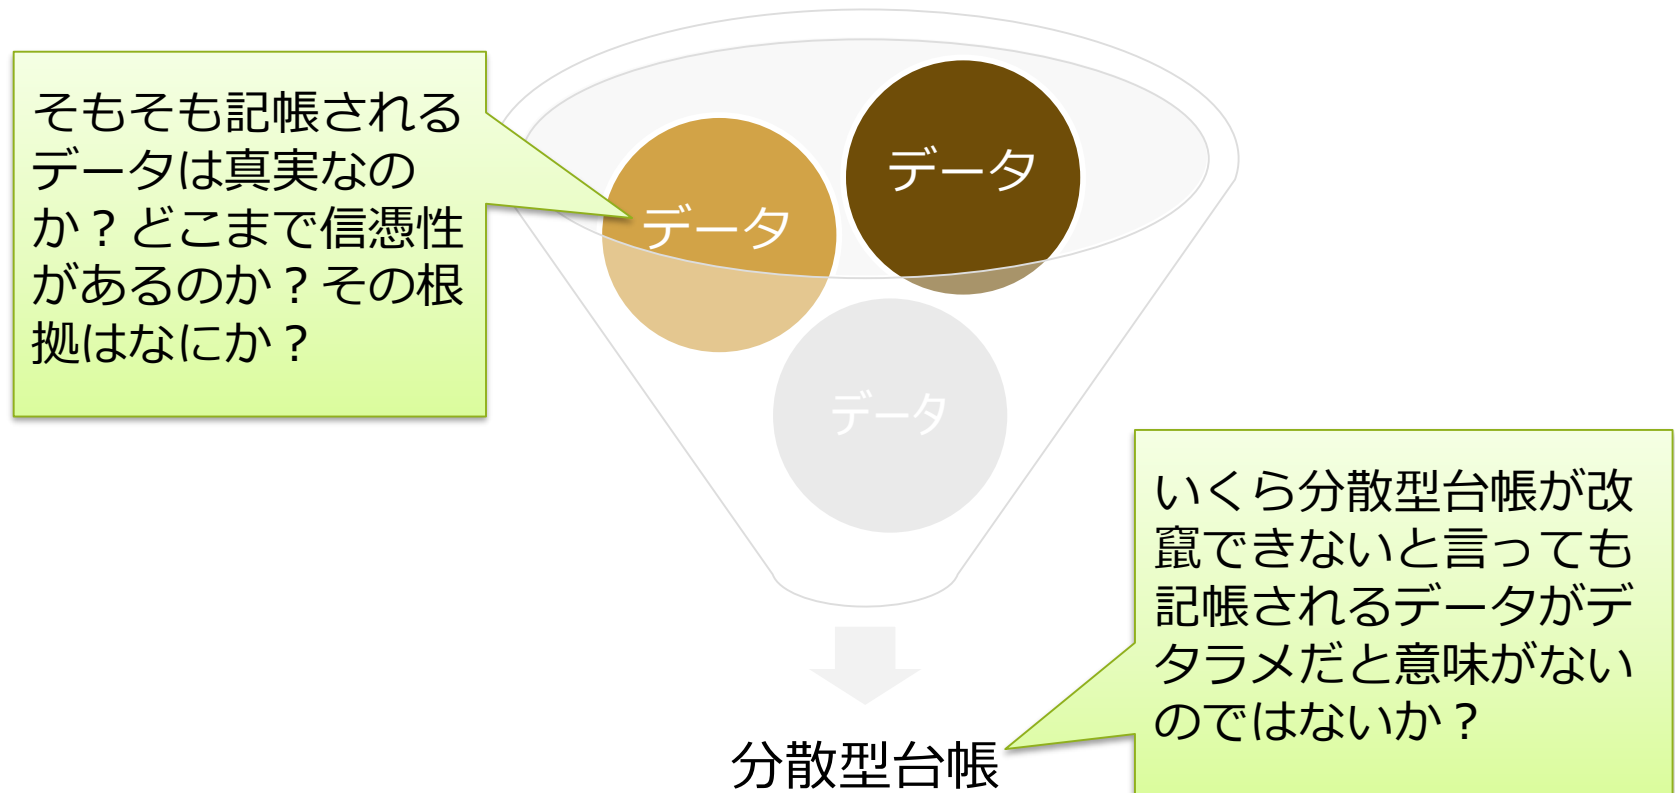 そもそも記帳される
データは真実なの
か？どこまで信憑性
があるのか？その根
拠はなにか？
データ
データ
データ
いくら分散型台帳が改
竄できないと言っても
記帳されるデータがデ
タラメだと意味がない
のではないか？
分散型台帳